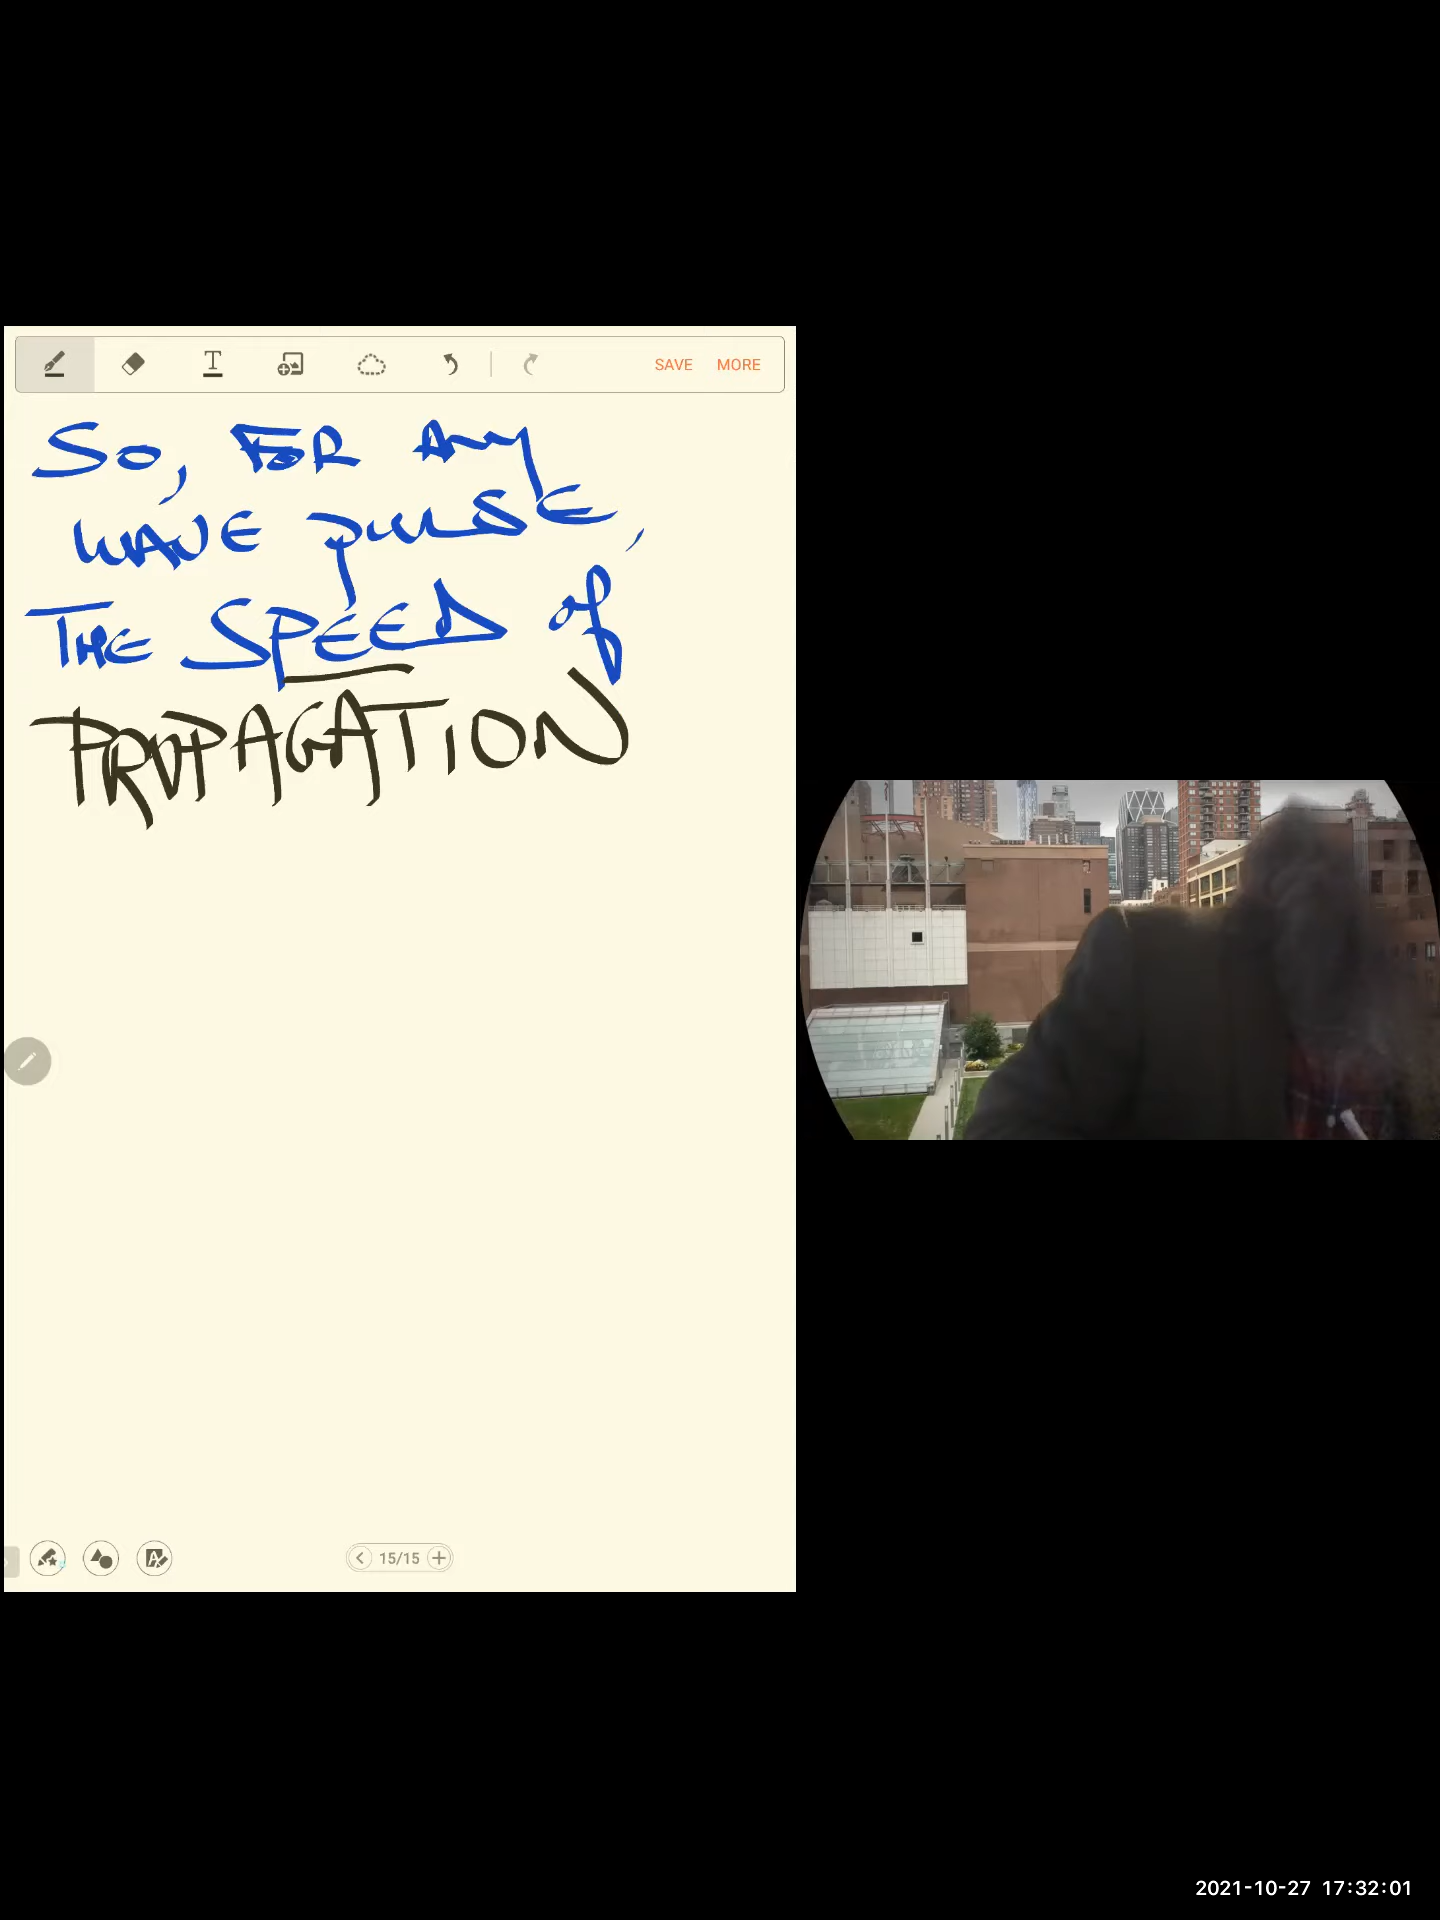 SAVE MORE
So, FOR Any
WAVE pulse,
THE SPEED of
PROPAGATION
15/15
2021-10-27 17:32:01